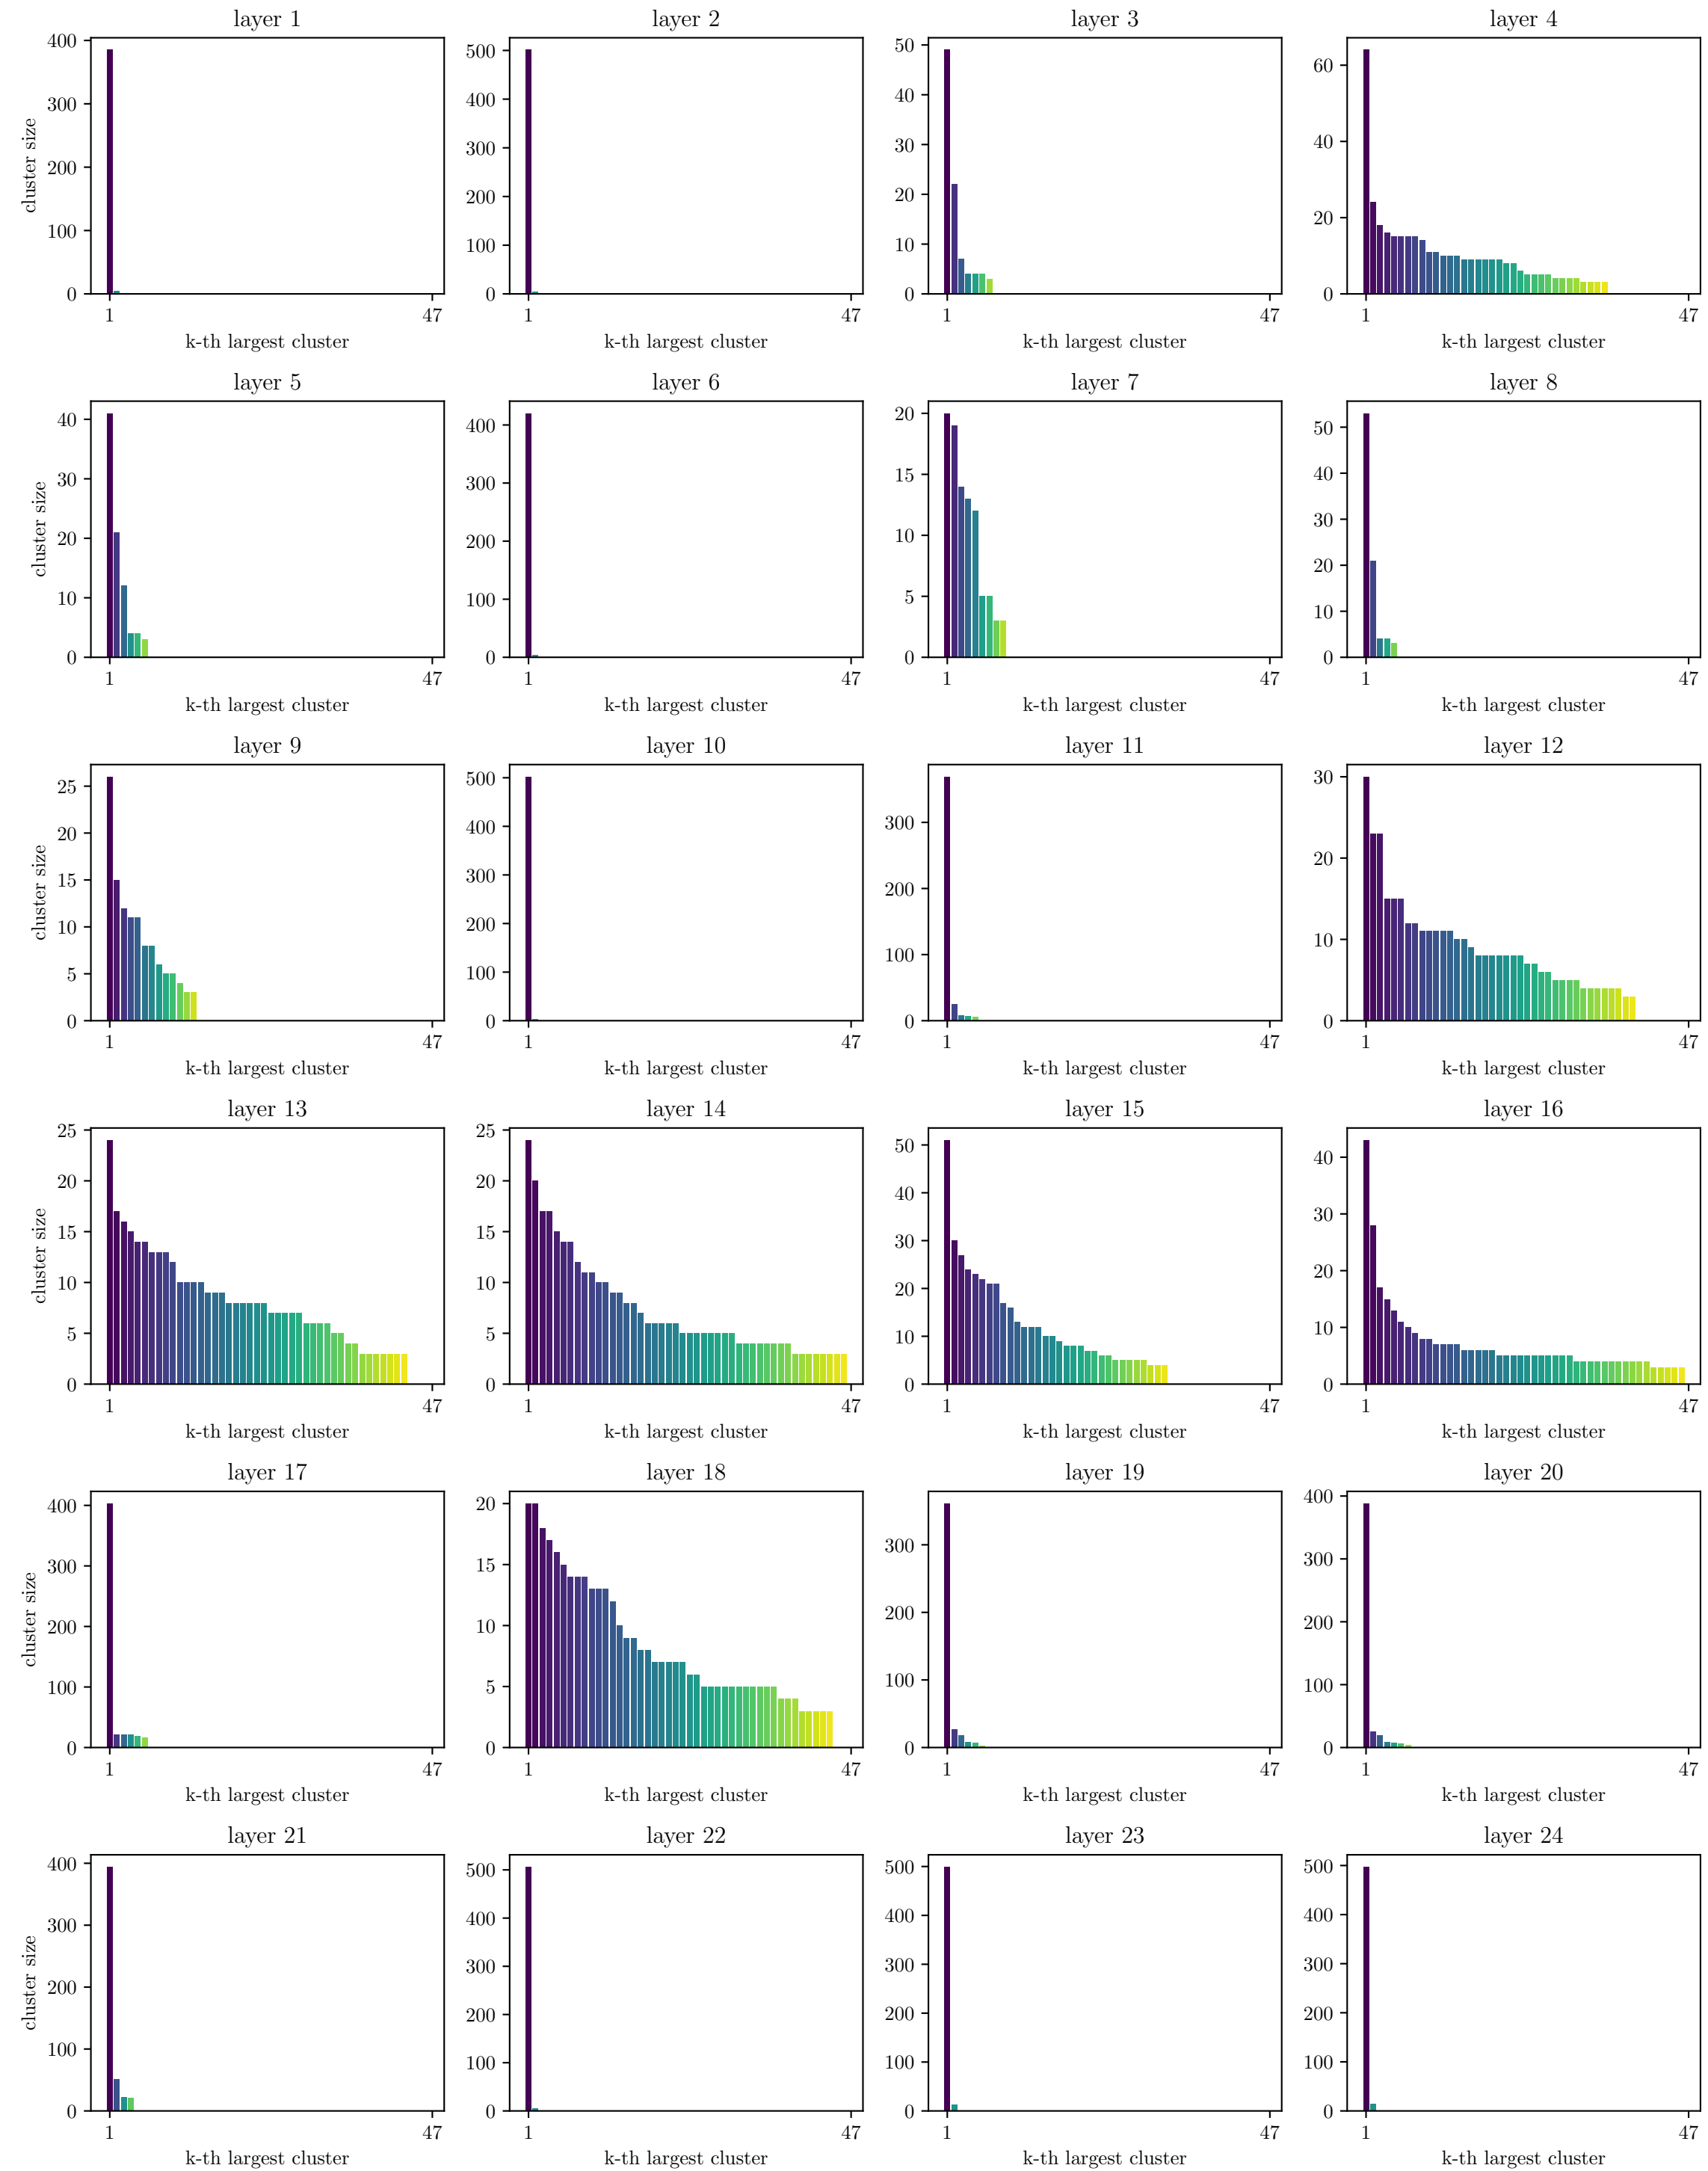 layer 1
400
300
200
100
0
cluster size
1 47
k-th largest cluster
layer 2
500
400
300
200
100
0
1 47
k-th largest cluster
layer 3
50
40
30
20
10
0
1 47
k-th largest cluster
layer 4
60
40
20
0
1 47
k-th largest cluster
layer 5
40
30
20
10
0
cluster size
1 47
k-th largest cluster
layer 6
400
300
200
100
0
1 47
k-th largest cluster
layer 7
20
15
10
5
0
1 47
k-th largest cluster
layer 8
50
40
30
20
10
0
1 47
k-th largest cluster
layer 9
25
20
15
10
5
0
cluster size
1 47
k-th largest cluster
layer 10
500
400
300
200
100
0
1 47
k-th largest cluster
layer 11
300
200
100
0
1 47
k-th largest cluster
layer 12
30
20
10
0
1 47
k-th largest cluster
layer 13
25
20
15
10
5
0
cluster size
1 47
k-th largest cluster
layer 14
25
20
15
10
5
0
1 47
k-th largest cluster
layer 15
50
40
30
20
10
0
1 47
k-th largest cluster
layer 16
40
30
20
10
0
1 47
k-th largest cluster
layer 17
400
300
200
100
0
cluster size
1 47
k-th largest cluster
layer 18
20
15
10
5
0
1 47
k-th largest cluster
layer 19
300
200
100
0
1 47
k-th largest cluster
layer 20
400
300
200
100
0
1 47
k-th largest cluster
layer 21
400
300
200
100
0
cluster size
1 47
k-th largest cluster
layer 22
500
400
300
200
100
0
1 47
k-th largest cluster
layer 23
500
400
300
200
100
0
1 47
k-th largest cluster
layer 24
500
400
300
200
100
0
1 47
k-th largest cluster